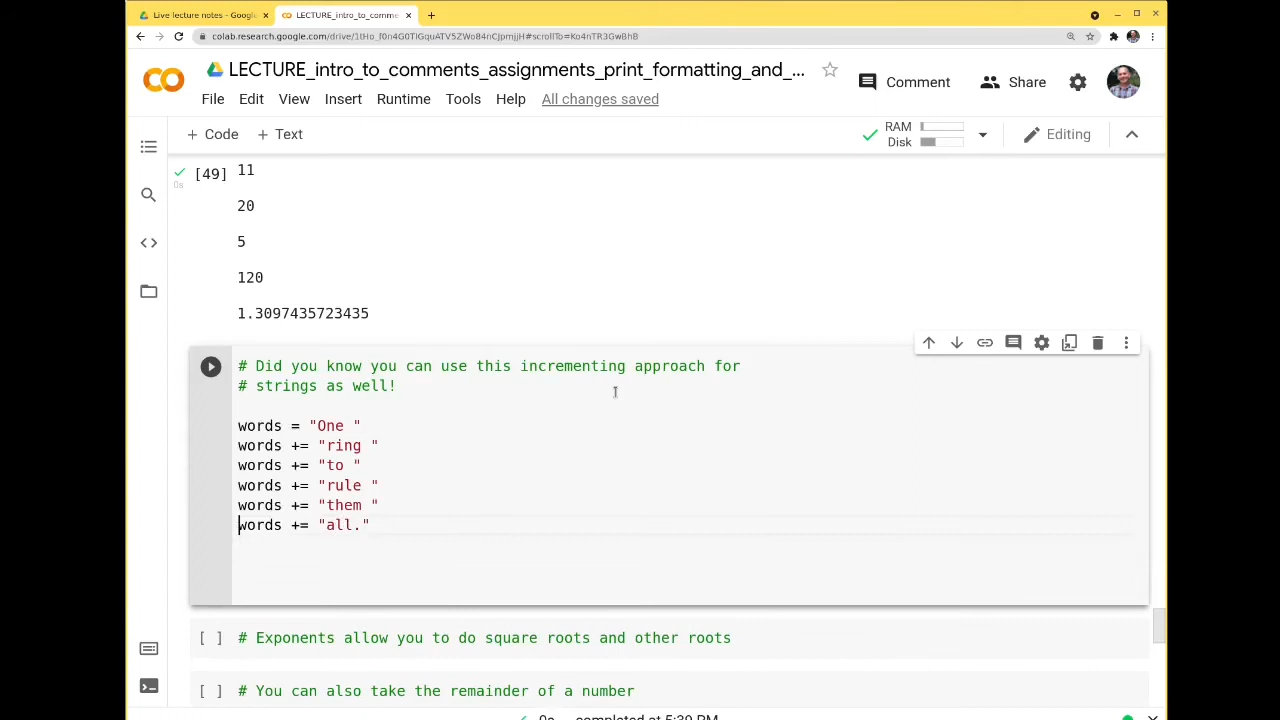 Live lecture notes - Google
LECTURE_intro_to_comme
colab.research.google.com/drive/1tHo_f0n4G0TIGquATV5ZWo84nCJpmjjH#scrollTo=Ko4nTR3GwBhB
LECTURE_intro_to_comments_assignments_print_formatting_and_...
Comment
Share
File Edit View Insert Runtime Tools Help All changes saved
+ Code + Text
RAM
Disk
Editing
[49] 11
0s
20
5
120
1.3097435723435
# Did you know you can use this incrementing approach for
# strings as well!
words = "One "
words += "ring "
words += "to "
words += "rule "
words += "them "
words += "all."
[ ] # Exponents allow you to do square roots and other roots
[ ] # You can also take the remainder of a number
0s completed at 5:39 PM